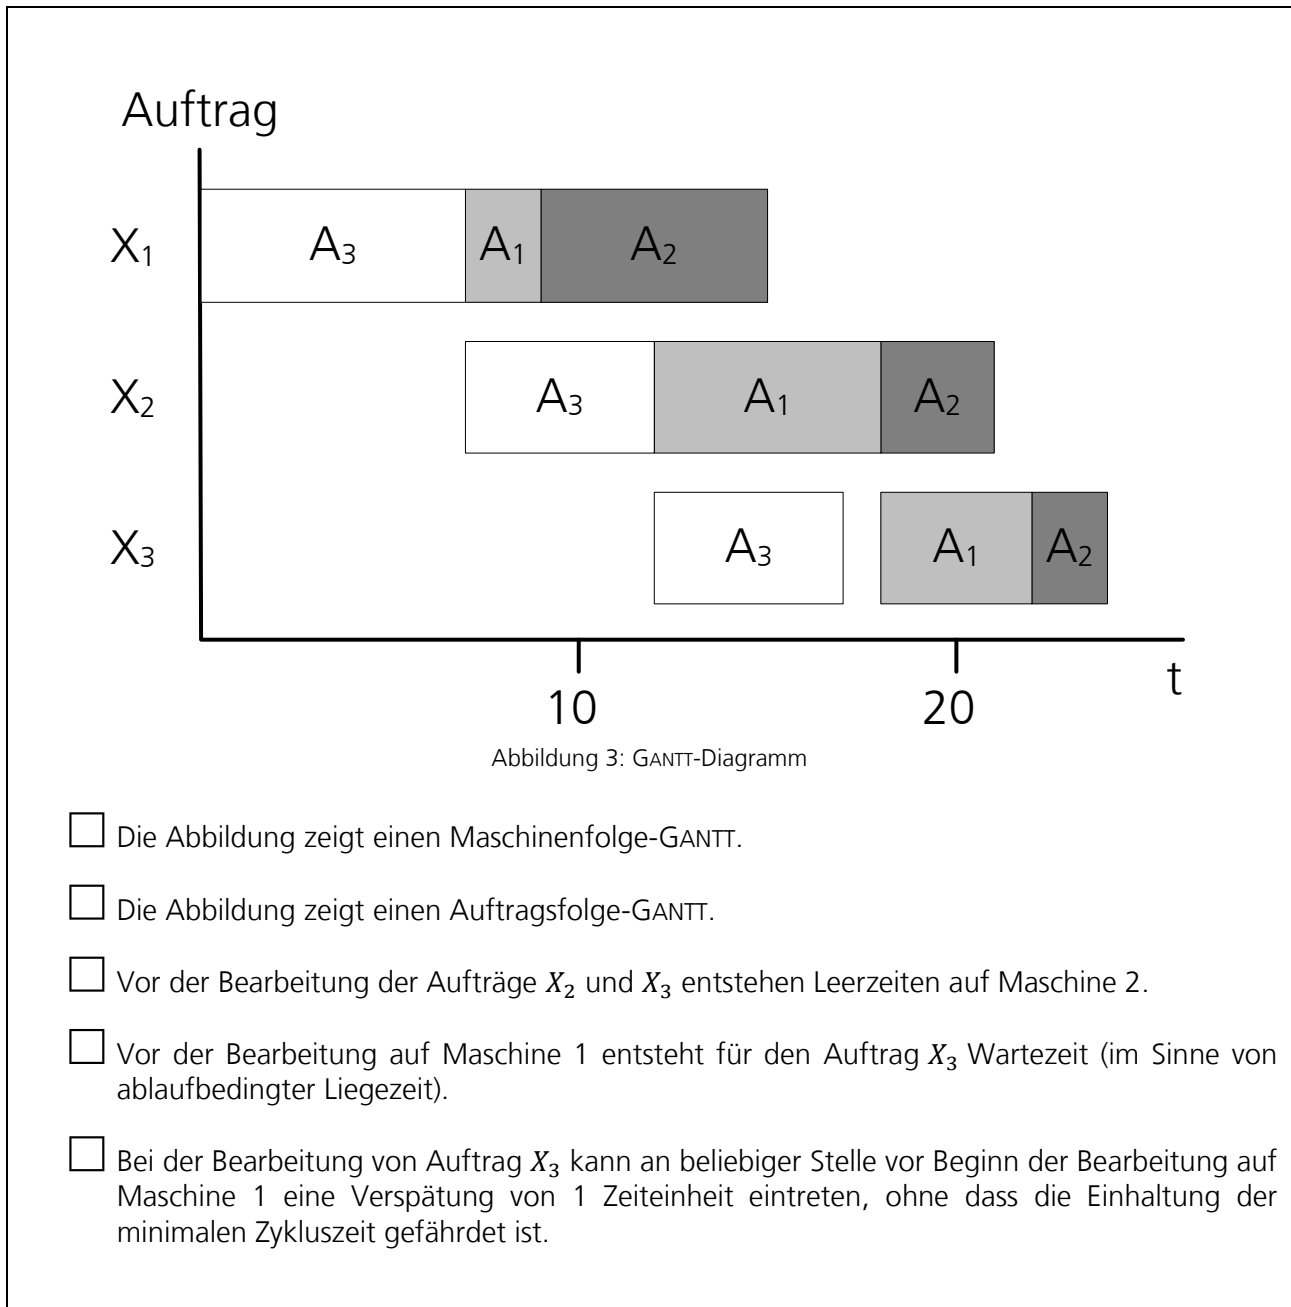 Auftrag
X₁ A₃ A₁ A₂
X₂ A₃ A₁ A₂
X₃ A₃ A₁ A₂
10 20 t
Abbildung 3: GANTT-Diagramm
☐ Die Abbildung zeigt einen Maschinenfolge-GANTT.
☐ Die Abbildung zeigt einen Auftragsfolge-GANTT.
☐ Vor der Bearbeitung der Aufträge X₂ und X₃ entstehen Leerzeiten auf Maschine 2.
☐ Vor der Bearbeitung auf Maschine 1 entsteht für den Auftrag X₃ Wartezeit (im Sinne von
ablaufbedingter Liegezeit).
☐ Bei der Bearbeitung von Auftrag X₃ kann an beliebiger Stelle vor Beginn der Bearbeitung auf
Maschine 1 eine Verspätung von 1 Zeiteinheit eintreten, ohne dass die Einhaltung der
minimalen Zykluszeit gefährdet ist.